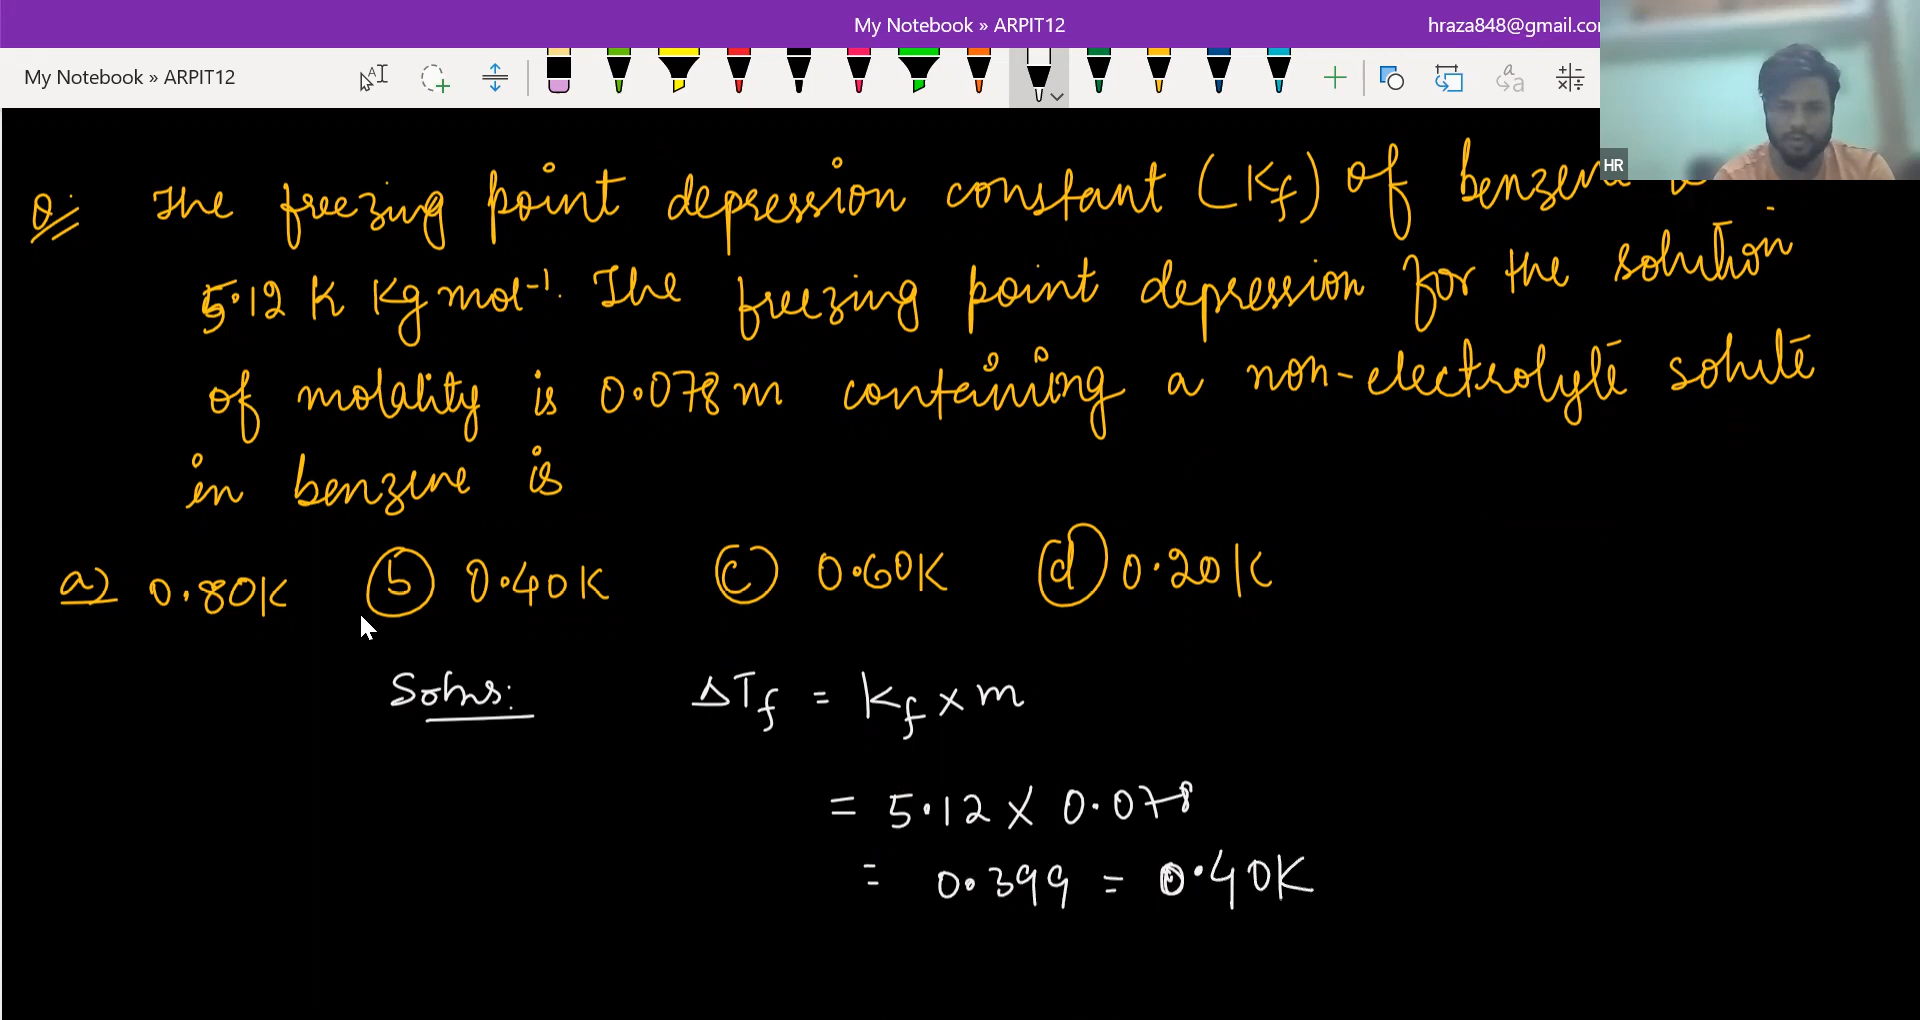 My Notebook » ARPIT12
hraza848@gmail.co
My Notebook » ARPIT12
HR
Q: The freezing point depression constant (Kf) of benzene
5.12 K Kg mol⁻¹. The freezing point depression for the solution
of molality is 0.078 m containing a non-electrolyte solute
in benzene is
a) 0.80K (b) 0.40K (c) 0.60K (d) 0.20K
Solns: ΔTf = Kf × m
= 5.12 × 0.078
= 0.399 = 0.40K